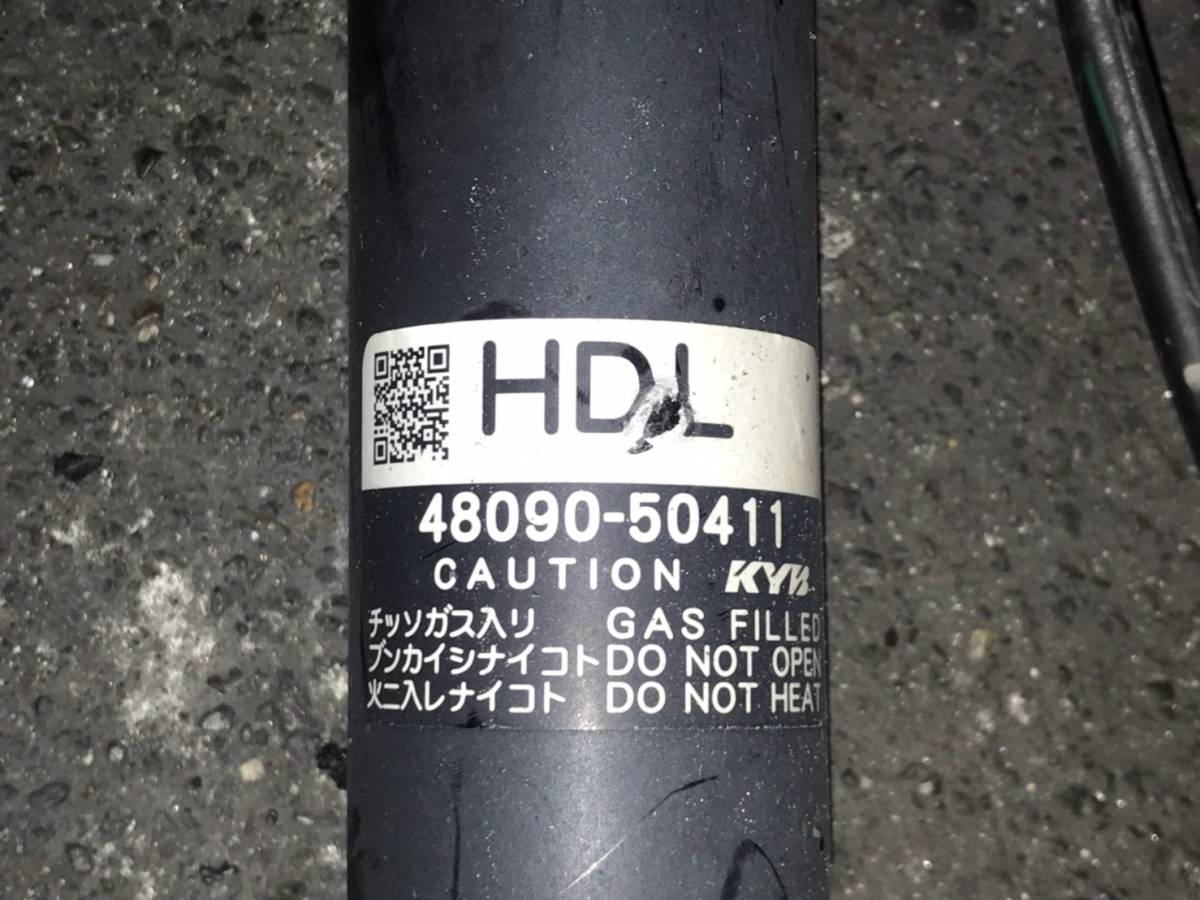 HDL
48090-50411
CAUTION KYB
チッソガス入リ GAS FILLED
ブンカイシナイコト DO NOT OPEN
火ニ入レナイコト DO NOT HEAT